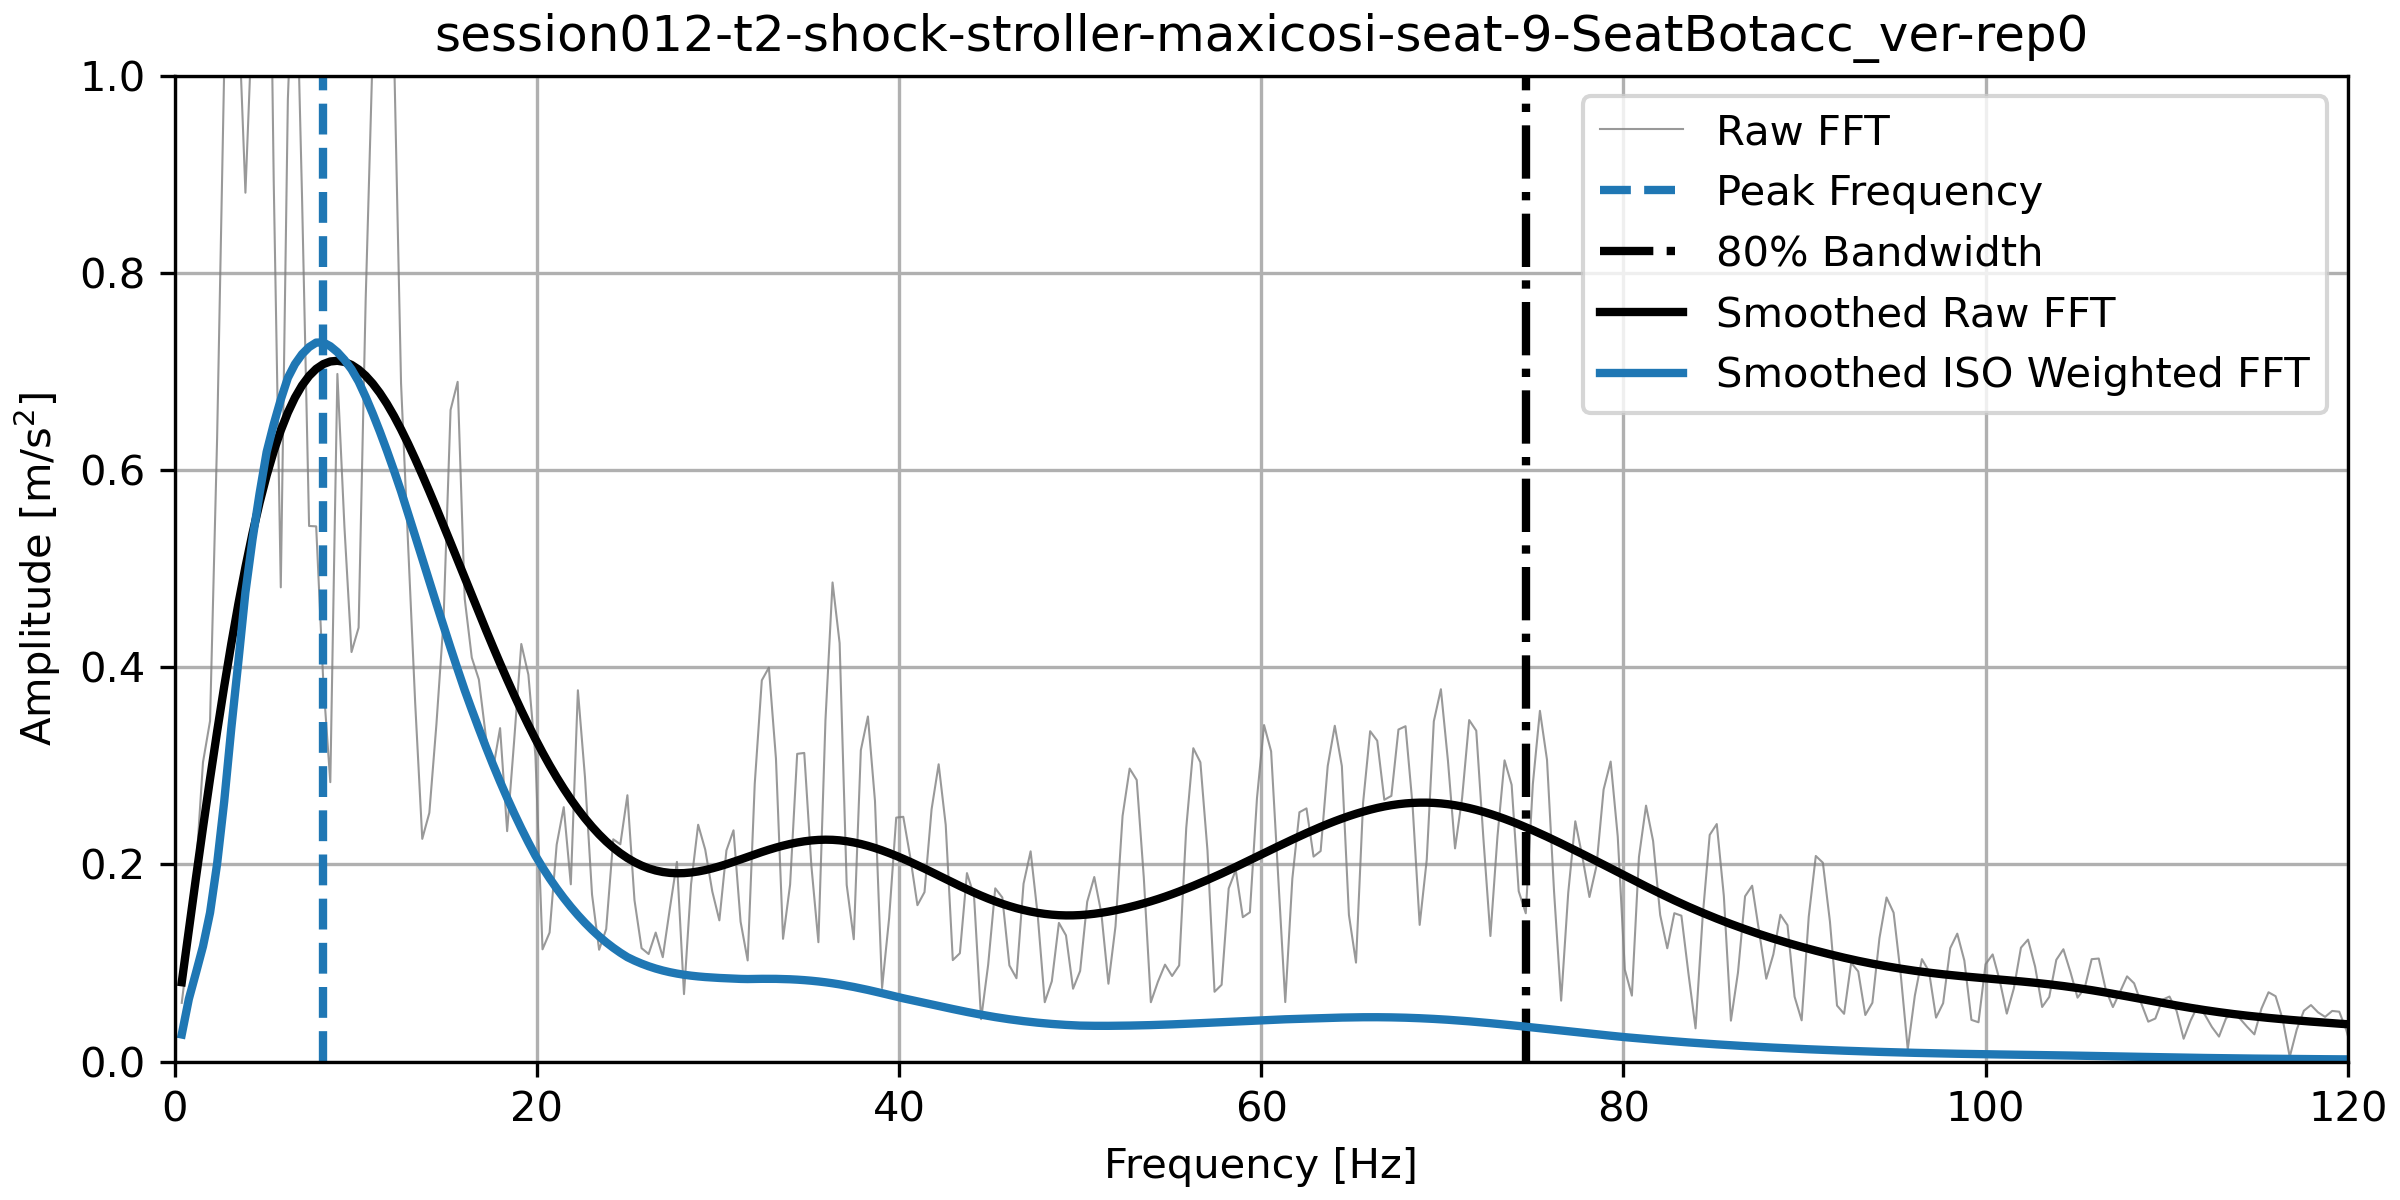 session012-t2-shock-stroller-maxicosi-seat-9-SeatBotacc_ver-rep0
1.0
0.8
0.6
0.4
0.2
0.0
Amplitude [m/s²]
Raw FFT
Peak Frequency
80% Bandwidth
Smoothed Raw FFT
Smoothed ISO Weighted FFT
0 20 40 60 80 100 120
Frequency [Hz]